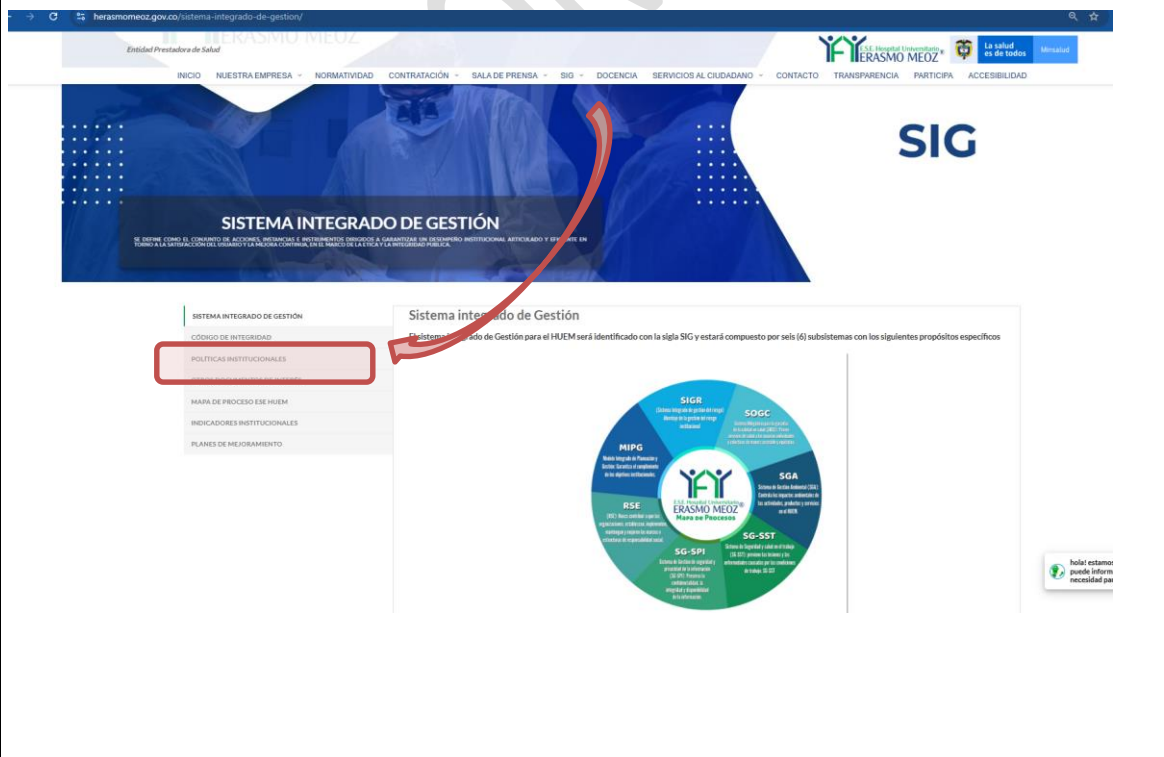 herasmomeoz.gov.co/sistema-integrado-de-gestion/
ERASMO MEOZ
Entidad Prestadora de Salud
E.S.E. Hospital Universitario
ERASMO MEOZ
La salud
es de todos
Minsalud
INICIO NUESTRA EMPRESA NORMATIVIDAD CONTRATACIÓN SALA DE PRENSA SIG DOCENCIA SERVICIOS AL CIUDADANO CONTACTO TRANSPARENCIA PARTICIPA ACCESIBILIDAD
SIG
SISTEMA INTEGRADO DE GESTIÓN
SE DEFINE COMO EL CONJUNTO DE ACCIONES, INSTANCIAS E INSTRUMENTOS DIRIGIDOS A GARANTIZAR UN DESEMPEÑO INSTITUCIONAL ARTICULADO Y EFICIENTE EN
TORNO A LA SATISFACCIÓN DEL USUARIO Y LA MEJORA CONTINUA, EN EL MARCO DE LA ETICA Y LA INTEGRIDAD PUBLICA.
SISTEMA INTEGRADO DE GESTIÓN
CÓDIGO DE INTEGRIDAD
POLÍTICAS INSTITUCIONALES
MAPA DE PROCESO ESE HUEM
INDICADORES INSTITUCIONALES
PLANES DE MEJORAMIENTO
Sistema integrado de Gestión
El sistema integrado de Gestión para el HUEM será identificado con la sigla SIG y estará compuesto por seis (6) subsistemas con los siguientes propósitos específicos
SIGR
SOGC
MIPG
SGA
RSE
SG-SST
SG-SPI
E.S.E. Hospital Universitario
ERASMO MEOZ
Mapa de Procesos
hola! estamos
puede inform
necesidad pa